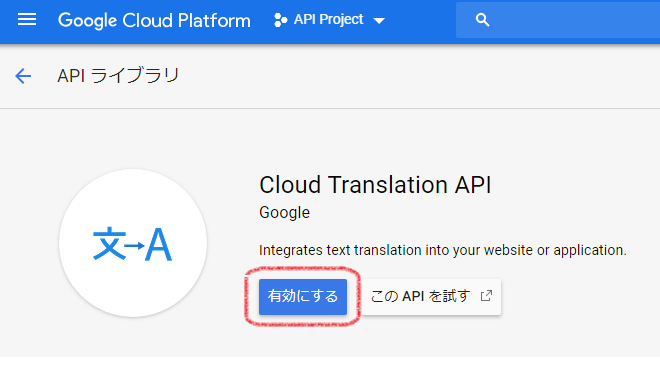 Google Cloud Platform API Project
API ライブラリ
文→A
Cloud Translation API
Google
Integrates text translation into your website or application.
有効にする この API を試す